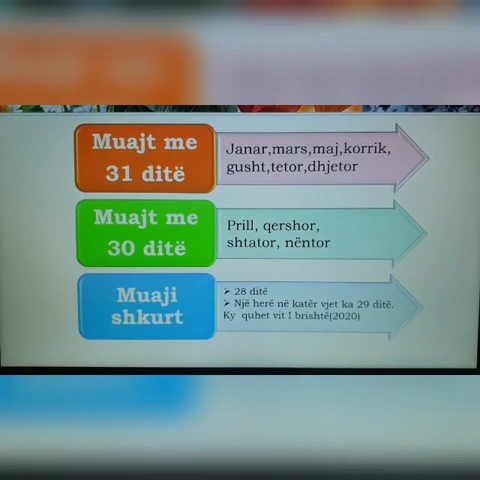 Muajt me
31 ditë
Janar,mars,maj,korrik,
gusht,tetor,dhjetor
Muajt me
30 ditë
Prill, qershor,
shtator, nëntor
Muaji
shkurt
➢ 28 ditë
➢ Një herë në katër vjet ka 29 ditë.
Ky quhet vit I brishtë(2020)